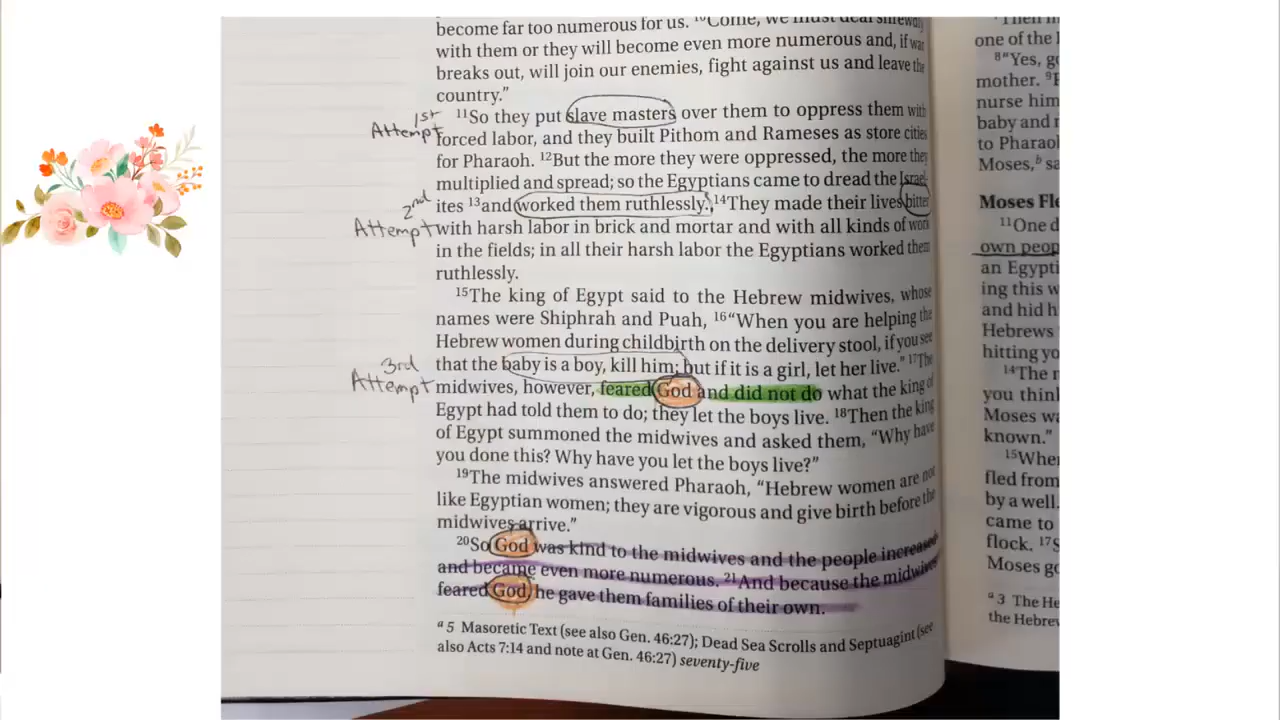 become far too numerous for us. 10“Come, we must deal shrewdly
with them or they will become even more numerous and, if war
breaks out, will join our enemies, fight against us and leave the
country.”
1st
Attempt
11So they put slave masters over them to oppress them with
forced labor, and they built Pithom and Rameses as store cities
for Pharaoh. 12But the more they were oppressed, the more they
multiplied and spread; so the Egyptians came to dread the Israel-
2nd
Attempt
ites 13and worked them ruthlessly. 14They made their lives bitter
with harsh labor in brick and mortar and with all kinds of work
in the fields; in all their harsh labor the Egyptians worked them
ruthlessly.
15The king of Egypt said to the Hebrew midwives, whose
names were Shiphrah and Puah, 16“When you are helping the
Hebrew women during childbirth on the delivery stool, if you see
3rd
Attempt
that the baby is a boy, kill him; but if it is a girl, let her live.” 17The
midwives, however, feared God and did not do what the king of
Egypt had told them to do; they let the boys live. 18Then the king
of Egypt summoned the midwives and asked them, “Why have
you done this? Why have you let the boys live?”
19The midwives answered Pharaoh, “Hebrew women are not
like Egyptian women; they are vigorous and give birth before the
midwives arrive.”
20So God was kind to the midwives and the people increased
and became even more numerous. 21And because the midwives
feared God, he gave them families of their own.
a 5 Masoretic Text (see also Gen. 46:27); Dead Sea Scrolls and Septuagint (see
also Acts 7:14 and note at Gen. 46:27) seventy-five
one of the
8“Yes, go
mother. 9
nurse him
baby and
to Pharao
Moses,b sa
Moses Fle
11One d
own peop
an Egypti
ing this w
and hid h
Hebrews
hitting yo
14The
you think
Moses wa
known.”
15When
fled from
by a well.
came to
flock. 17
Moses go
a 3 The He
the Hebrew